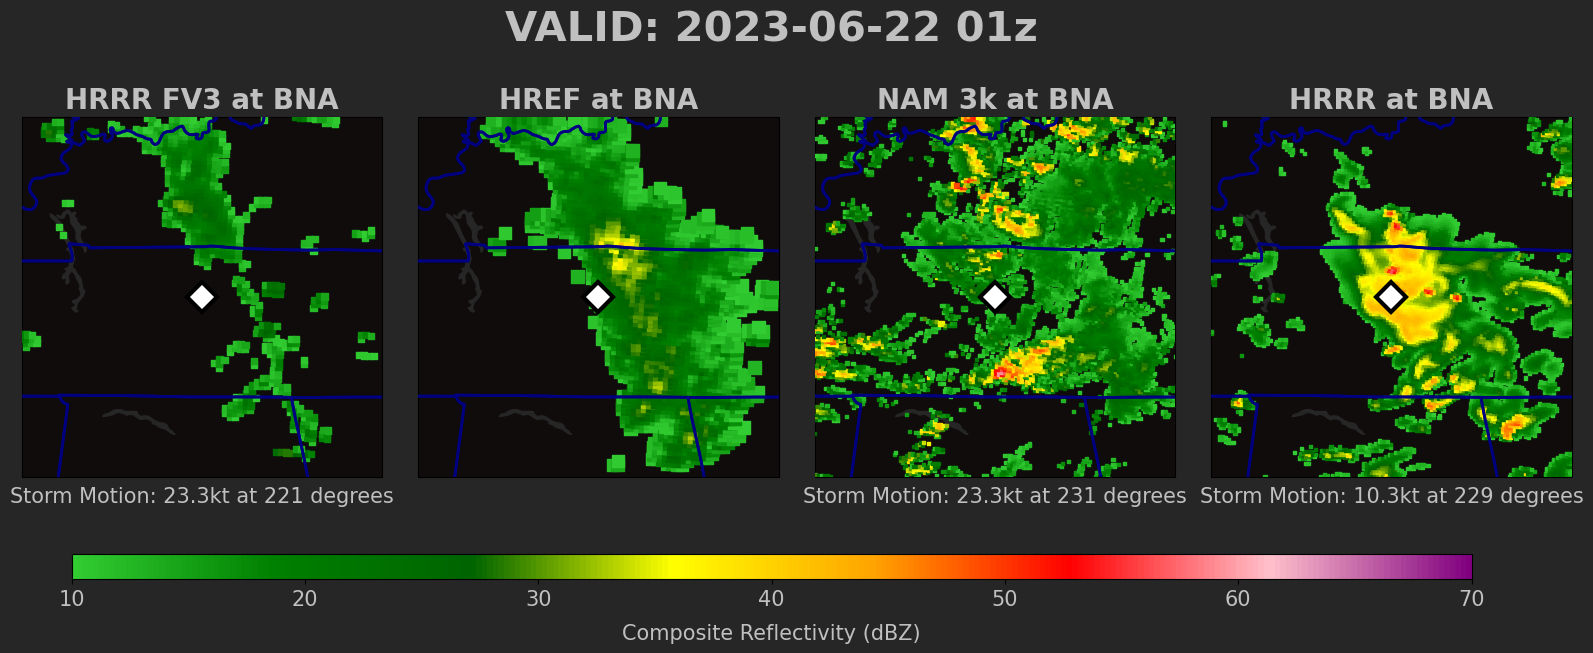 VALID: 2023-06-22 01z
HRRR FV3 at BNA
HREF at BNA
NAM 3k at BNA
HRRR at BNA
Storm Motion: 23.3kt at 221 degrees
Storm Motion: 23.3kt at 231 degrees
Storm Motion: 10.3kt at 229 degrees
10 20 30 40 50 60 70
Composite Reflectivity (dBZ)